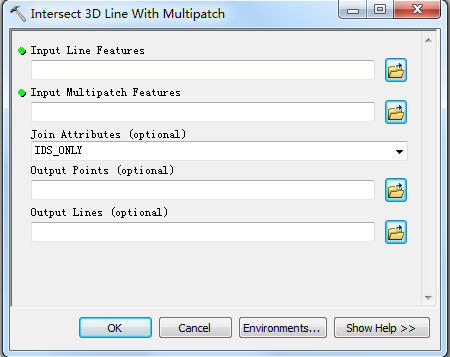 Intersect 3D Line With Multipatch
Input Line Features
Input Multipatch Features
Join Attributes (optional)
IDS_ONLY
Output Points (optional)
Output Lines (optional)
OK
Cancel
Environments...
Show Help >>